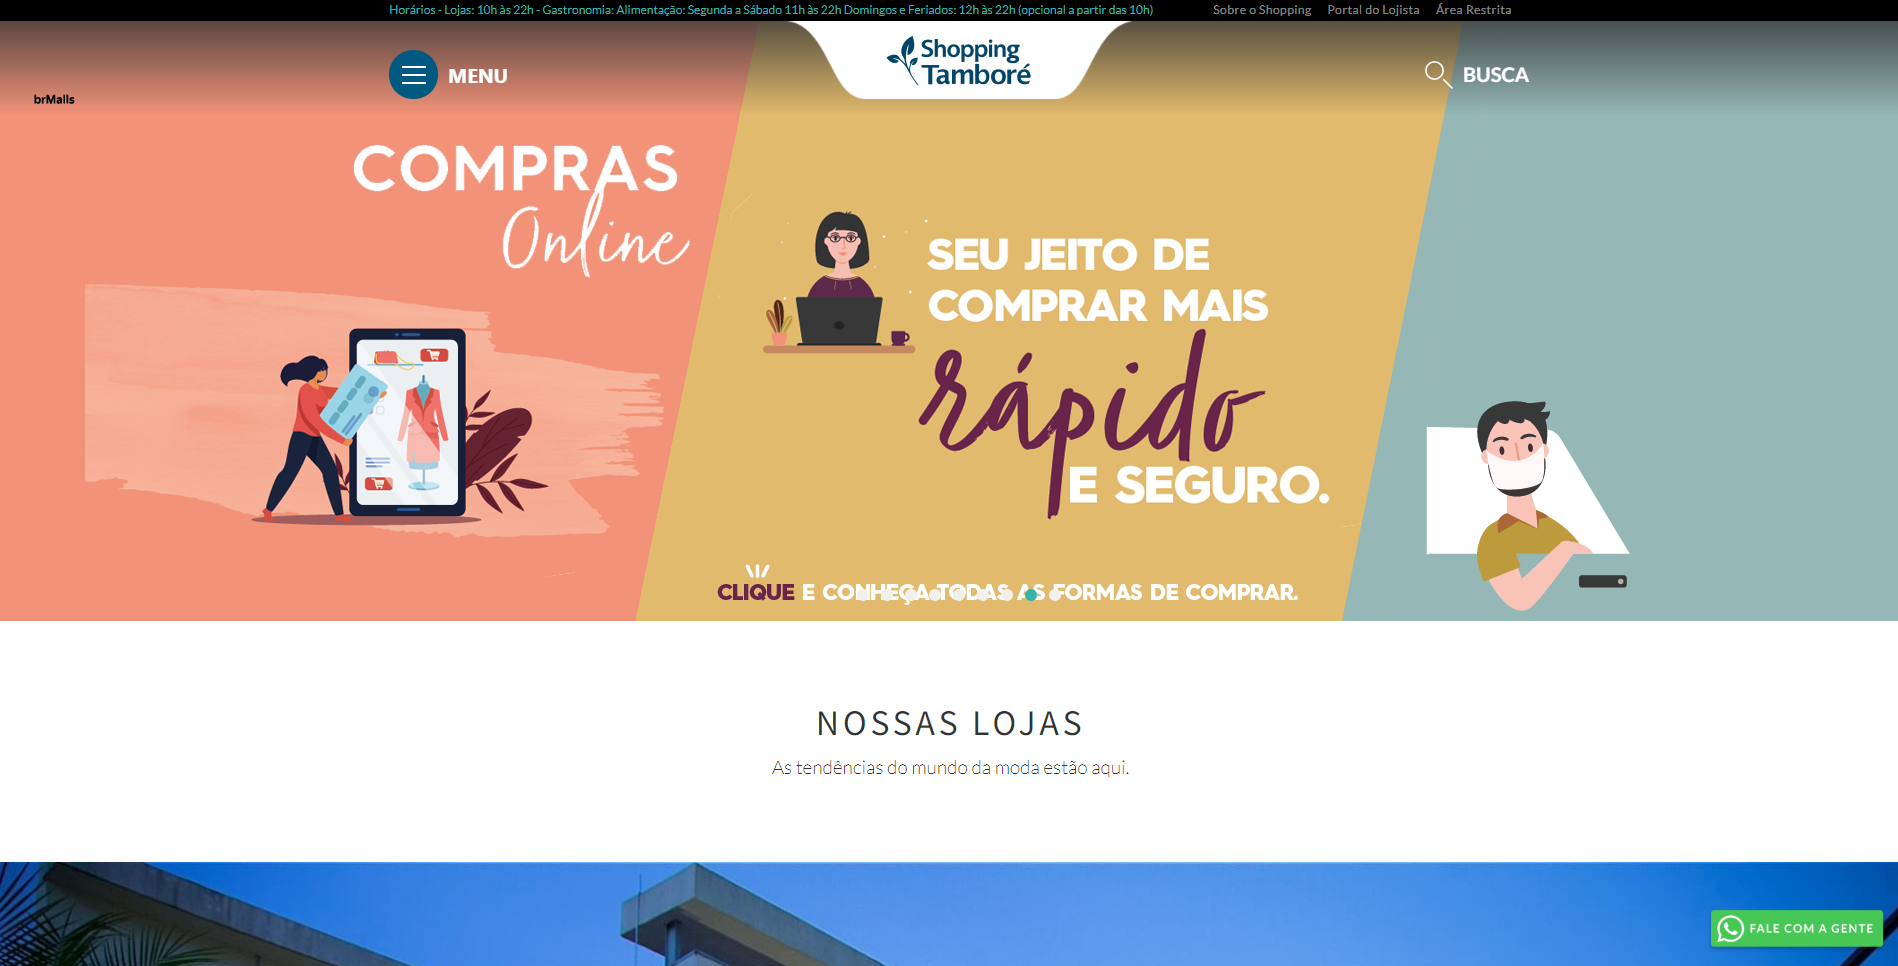 Horários - Lojas: 10h às 22h - Gastronomia: Alimentação: Segunda a Sábado 11h às 22h Domingos e Feriados: 12h às 22h (opcional a partir das 10h)
Sobre o Shopping
Portal do Lojista
Área Restrita
MENU
Shopping
Tamboré
BUSCA
brMalls
COMPRAS
Online
SEU JEITO DE
COMPRAR MAIS
rápido
E SEGURO.
CLIQUE E CONHEÇA TODAS AS FORMAS DE COMPRAR.
NOSSAS LOJAS
As tendências do mundo da moda estão aqui.
FALE COM A GENTE